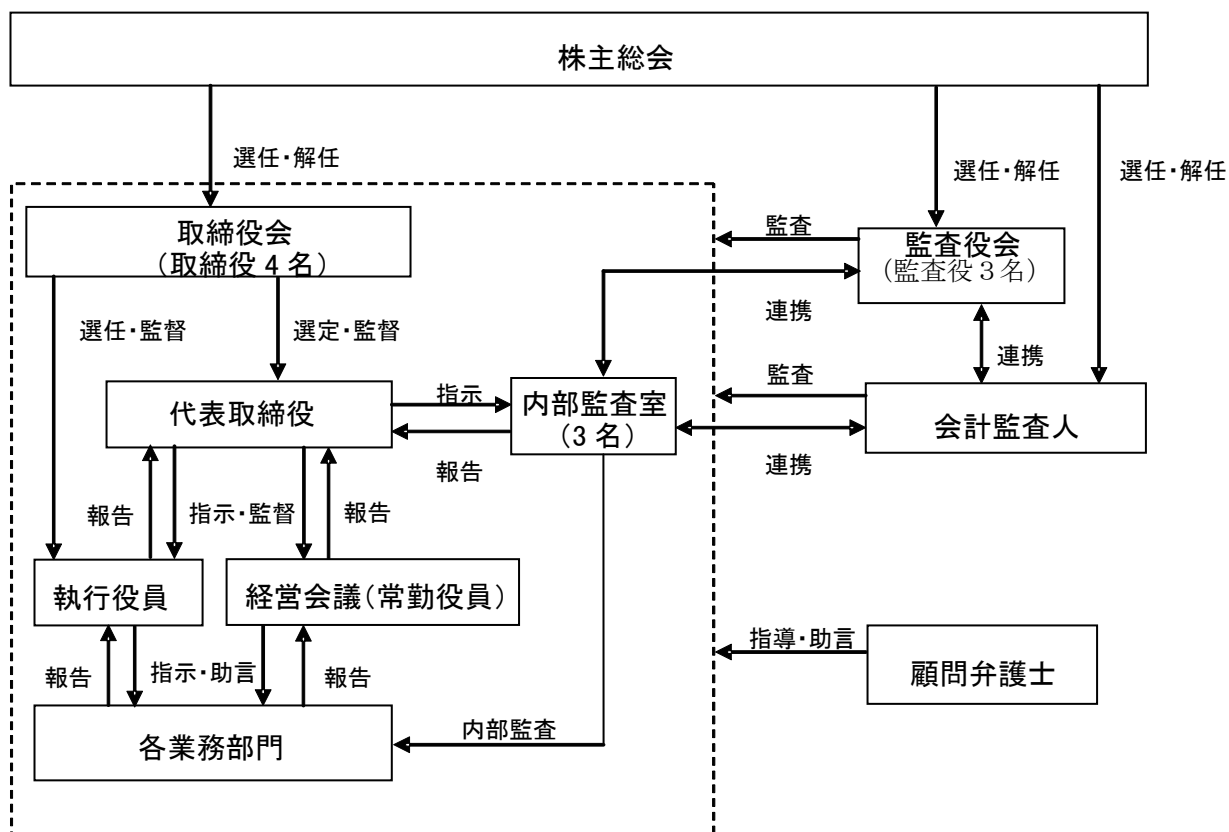 株主総会
選任・解任
選任・解任
選任・解任
取締役会
（取締役４名）
監査
監査役会
（監査役３名）
連携
選任・監督
選定・監督
連携
代表取締役
指示
内部監査室
（３名）
監査
会計監査人
報告
連携
報告
指示・監督
報告
執行役員
経営会議（常勤役員）
報告
指示・助言
報告
指導・助言
顧問弁護士
各業務部門
内部監査